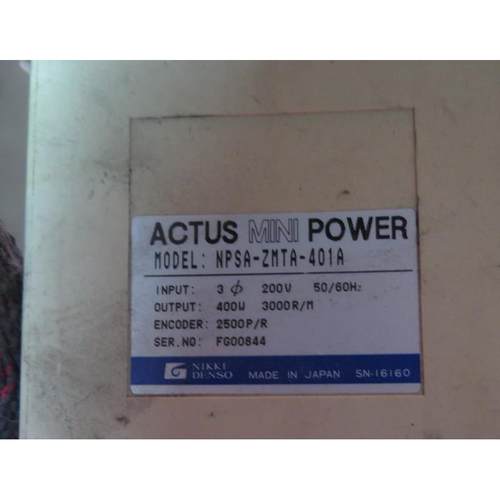 ACTUS MINI POWER
MODEL: NPSA-ZMTA-401A
INPUT: 3 ϕ 200V 50/60Hz
OUTPUT: 400W 3000R/M
ENCODER: 2500P/R
SER.NO: FG00844
NIKKI
DENSO MADE IN JAPAN SN-16160